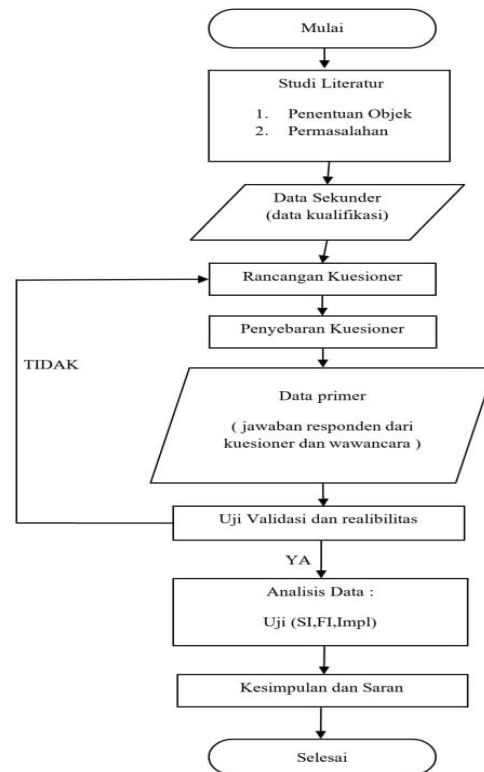 Mulai
Studi Literatur
1. Penentuan Objek
2. Permasalahan
Data Sekunder
(data kualifikasi)
Rancangan Kuesioner
Penyebaran Kuesioner
TIDAK
Data primer
( jawaban responden dari
kuesioner dan wawancara )
Uji Validasi dan realibilitas
YA
Analisis Data :
Uji (SI,FI,Impl)
Kesimpulan dan Saran
Selesai